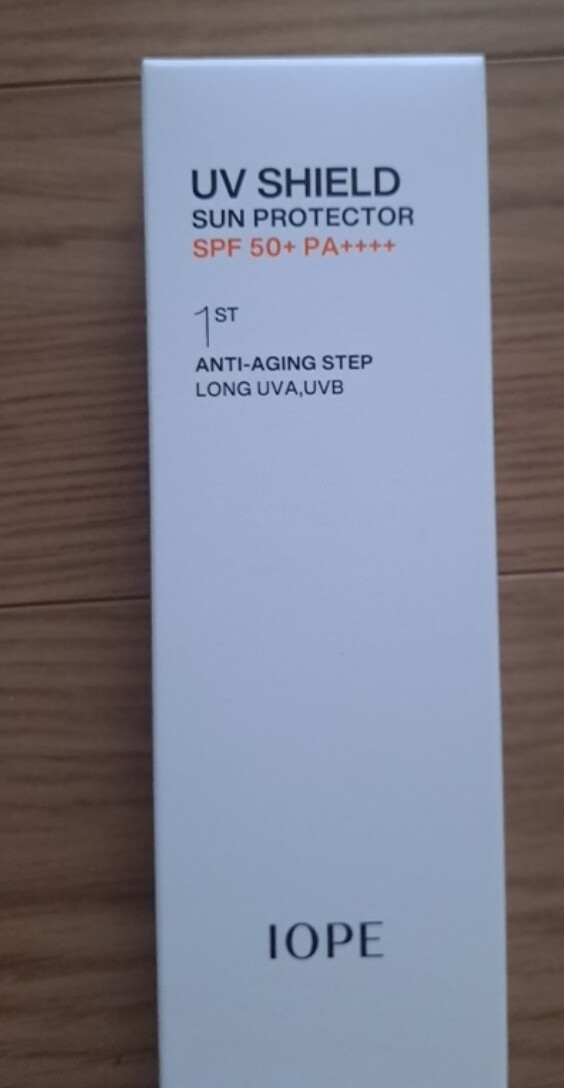 UV SHIELD
SUN PROTECTOR
SPF 50+ PA++++
1ST
ANTI-AGING STEP
LONG UVA,UVB
IOPE